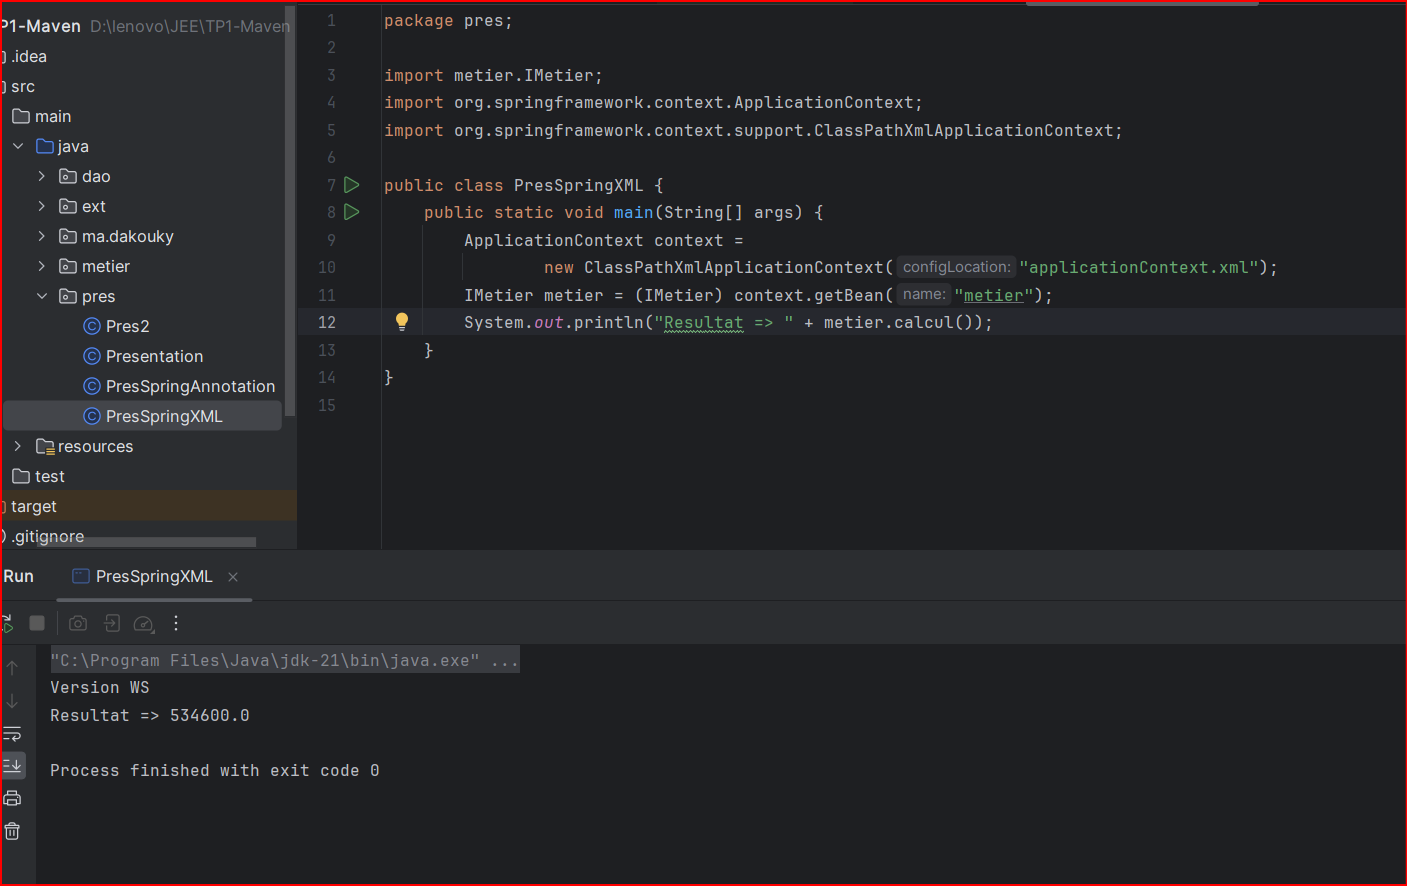 P1-Maven D:\lenovo\JEE\TP1-Maven
.idea
src
main
java
dao
ext
ma.dakouky
metier
pres
Pres2
Presentation
PresSpringAnnotation
PresSpringXML
resources
test
target
.gitignore
1 package pres;
2
3 import metier.IMetier;
4 import org.springframework.context.ApplicationContext;
5 import org.springframework.context.support.ClassPathXmlApplicationContext;
6
7 public class PresSpringXML {
8 public static void main(String[] args) {
9 ApplicationContext context =
10 new ClassPathXmlApplicationContext( configLocation: "applicationContext.xml");
11 IMetier metier = (IMetier) context.getBean( name: "metier");
12 System.out.println("Resultat => " + metier.calcul());
13 }
14 }
15
Run PresSpringXML
"C:\Program Files\Java\jdk-21\bin\java.exe" ...
Version WS
Resultat => 534600.0
Process finished with exit code 0